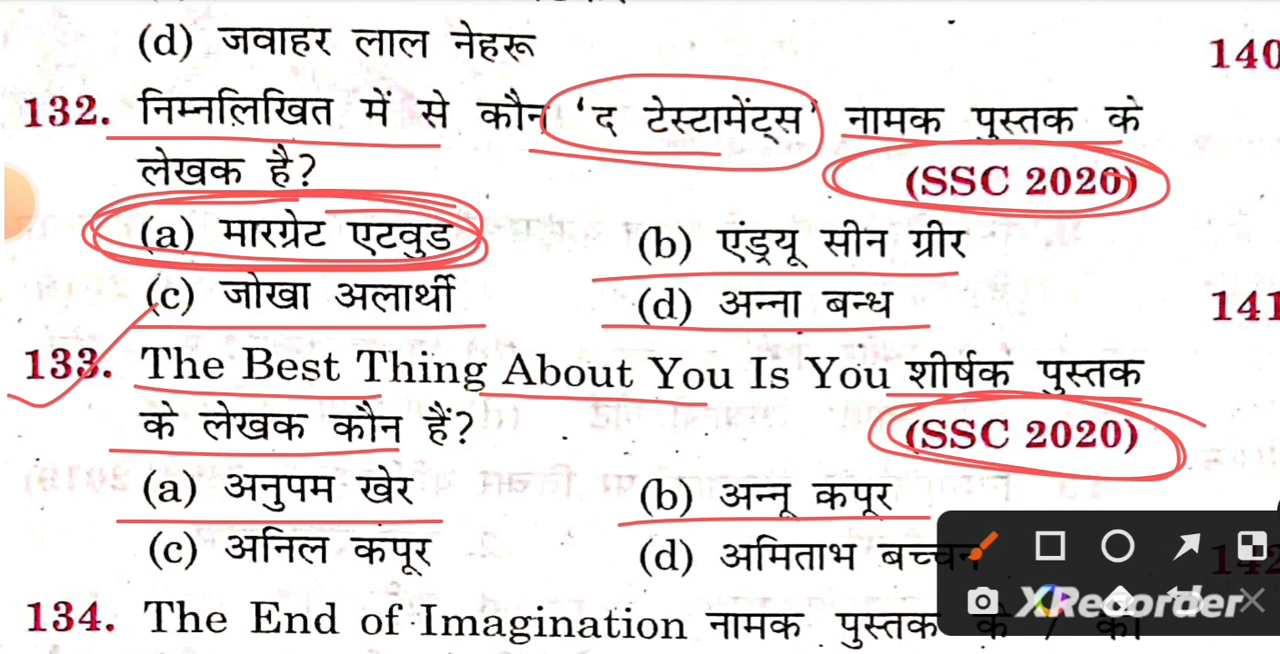 (d) जवाहर लाल नेहरू
140
132. निम्नलिखित में से कौन 'द टेस्टामेंट्स' नामक पुस्तक के
लेखक है? (SSC 2020)
(a) मारग्रेट एटवुड (b) एंड्र्यू सीन ग्रीर
(c) जोखा अलार्थी (d) अन्ना बन्ध
141
133. The Best Thing About You Is You शीर्षक पुस्तक
के लेखक कौन हैं? (SSC 2020)
(a) अनुपम खेर (b) अन्नू कपूर
(c) अनिल कपूर (d) अमिताभ बच्चन
142
134. The End of Imagination नामक पुस्तक के / की
XRecorder